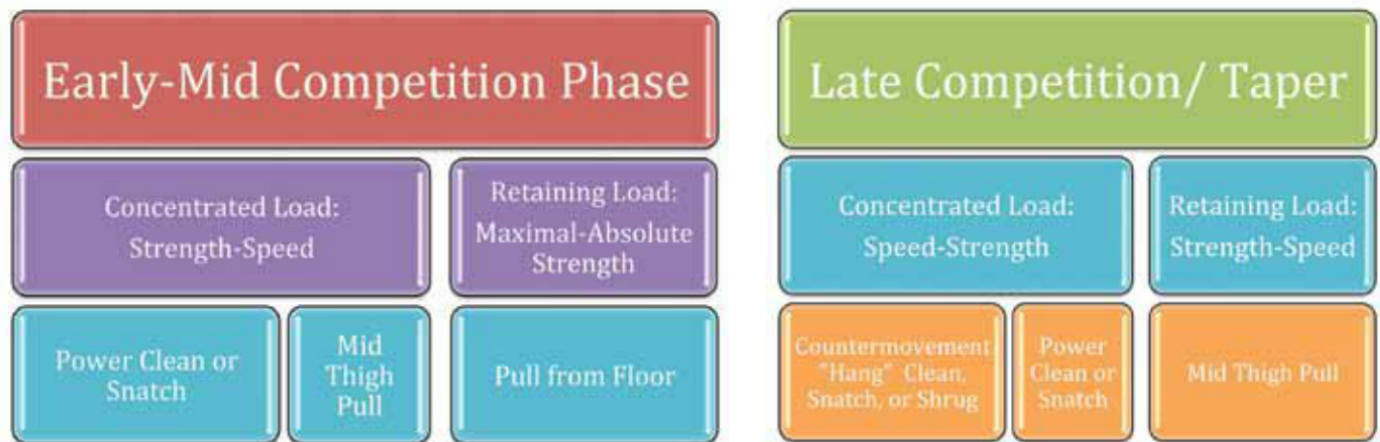 Early-Mid Competition Phase
Concentrated Load:
Strength-Speed
Retaining Load:
Maximal-Absolute
Strength
Power Clean or
Snatch
Mid
Thigh
Pull
Pull from Floor
Late Competition/ Taper
Concentrated Load:
Speed-Strength
Retaining Load:
Strength-Speed
Countermovement
"Hang" Clean,
Snatch, or Shrug
Power
Clean or
Snatch
Mid Thigh Pull